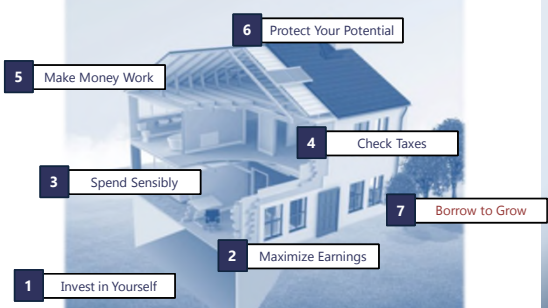 6 Protect Your Potential
5 Make Money Work
4 Check Taxes
3 Spend Sensibly
7 Borrow to Grow
2 Maximize Earnings
1 Invest in Yourself